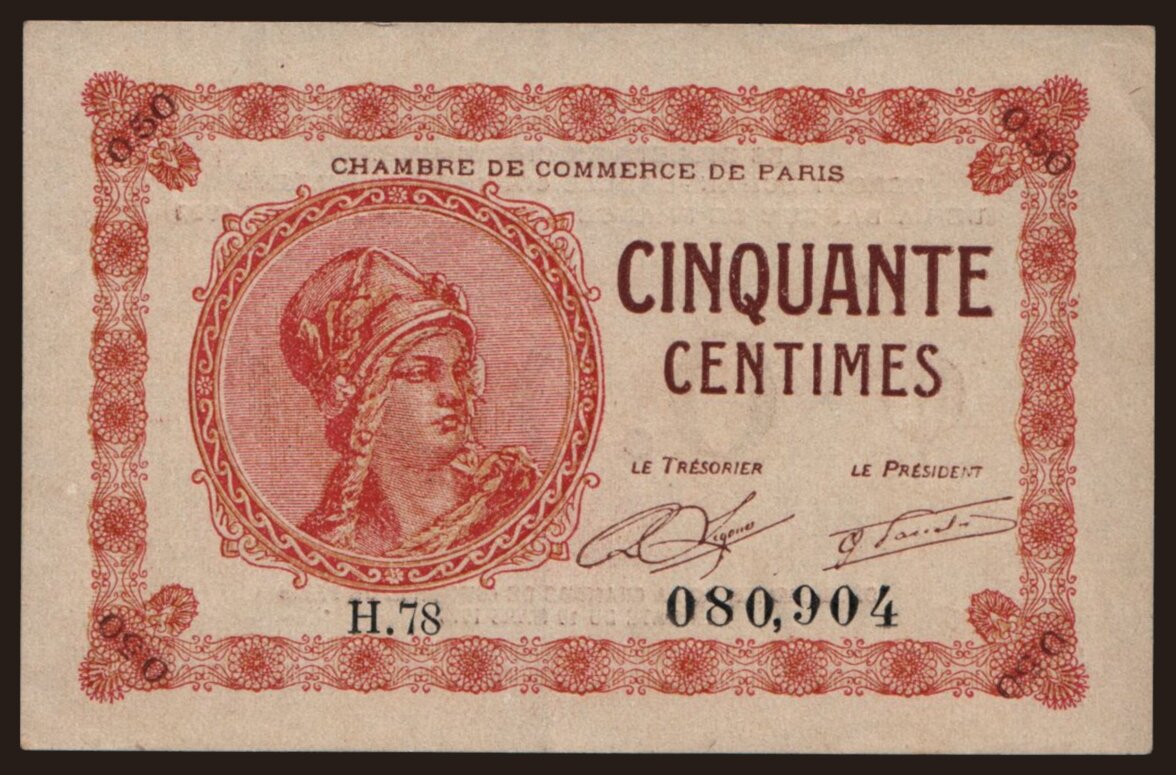 0.50 0.50
CHAMBRE DE COMMERCE DE PARIS
CINQUANTE
CENTIMES
LE TRÉSORIER LE PRÉSIDENT
H.78 080,904
0.50 0.50